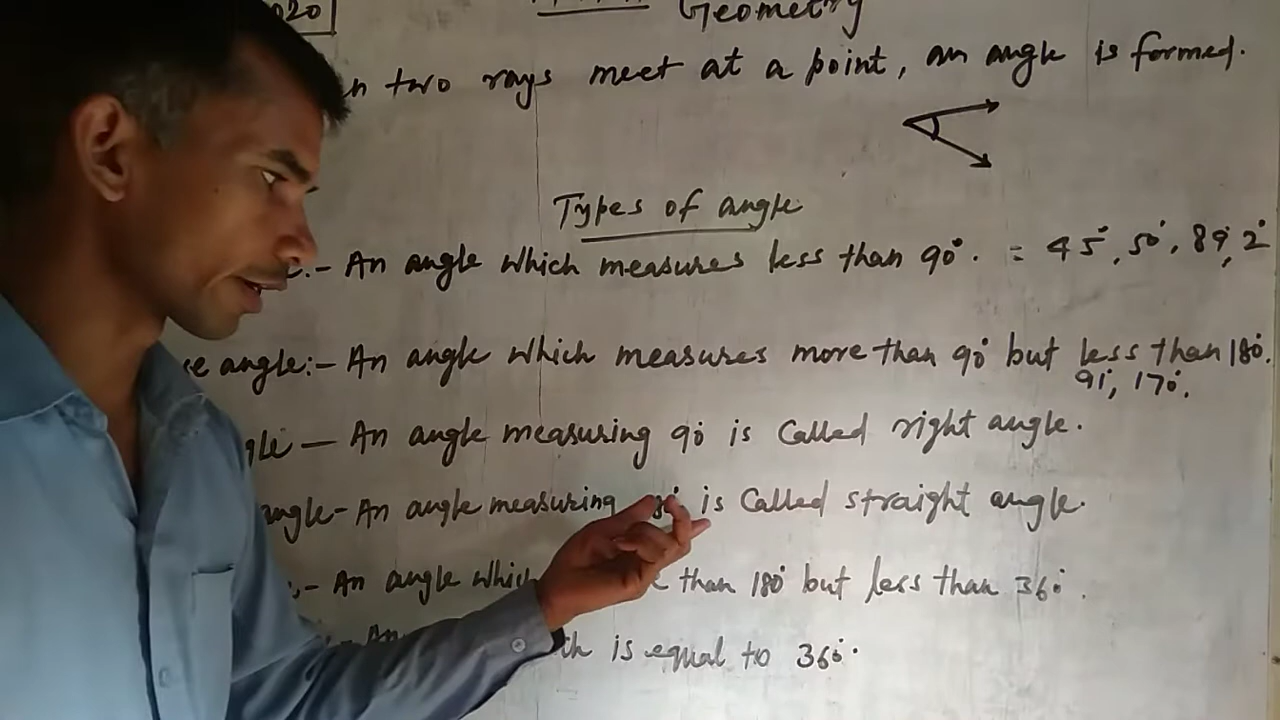 020
Geometry
n two rays meet at a point, an angle is formed.
Types of angle
e.- An angle which measures less than 90°. = 45°, 50°, 89°, 2°
se angle:- An angle which measures more than 90° but less than 180°.
91°, 170°.
gle — An angle measuring 90° is Called right angle.
angle- An angle measuring is Called straight angle.
:- An angle which than 180° but less than 360°.
- An is equal to 360°.